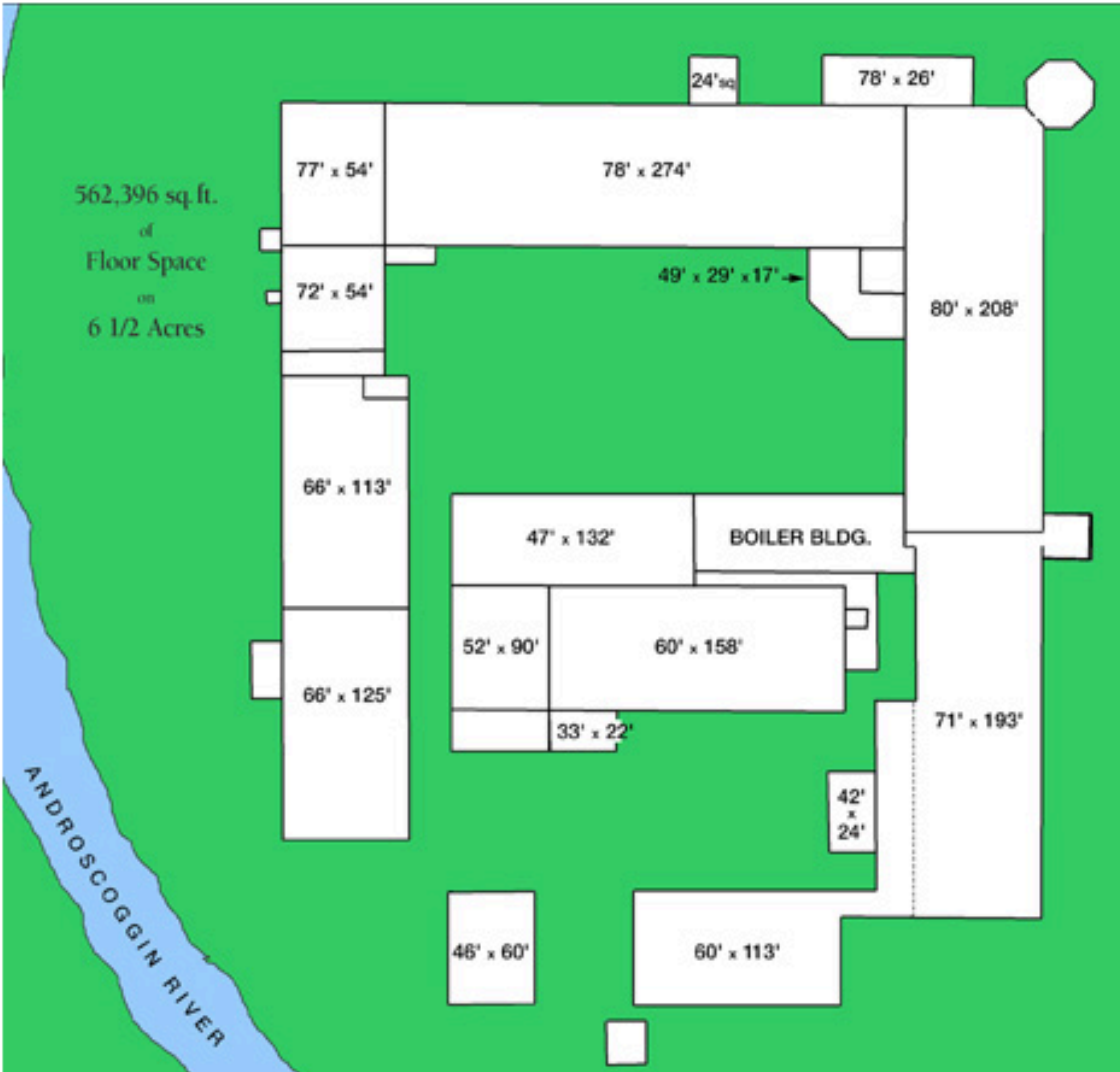 24'sq
78' x 26'
77' x 54'
78' x 274'
562,396 sq. ft.
of
Floor Space
on
6 1/2 Acres
72' x 54'
49' x 29' x 17'
80' x 208'
66' x 113'
47' x 132'
BOILER BLDG.
52' x 90'
60' x 158'
66' x 125'
33' x 22'
71' x 193'
42'
x
24'
46' x 60'
60' x 113'
ANDROSCOGGIN RIVER